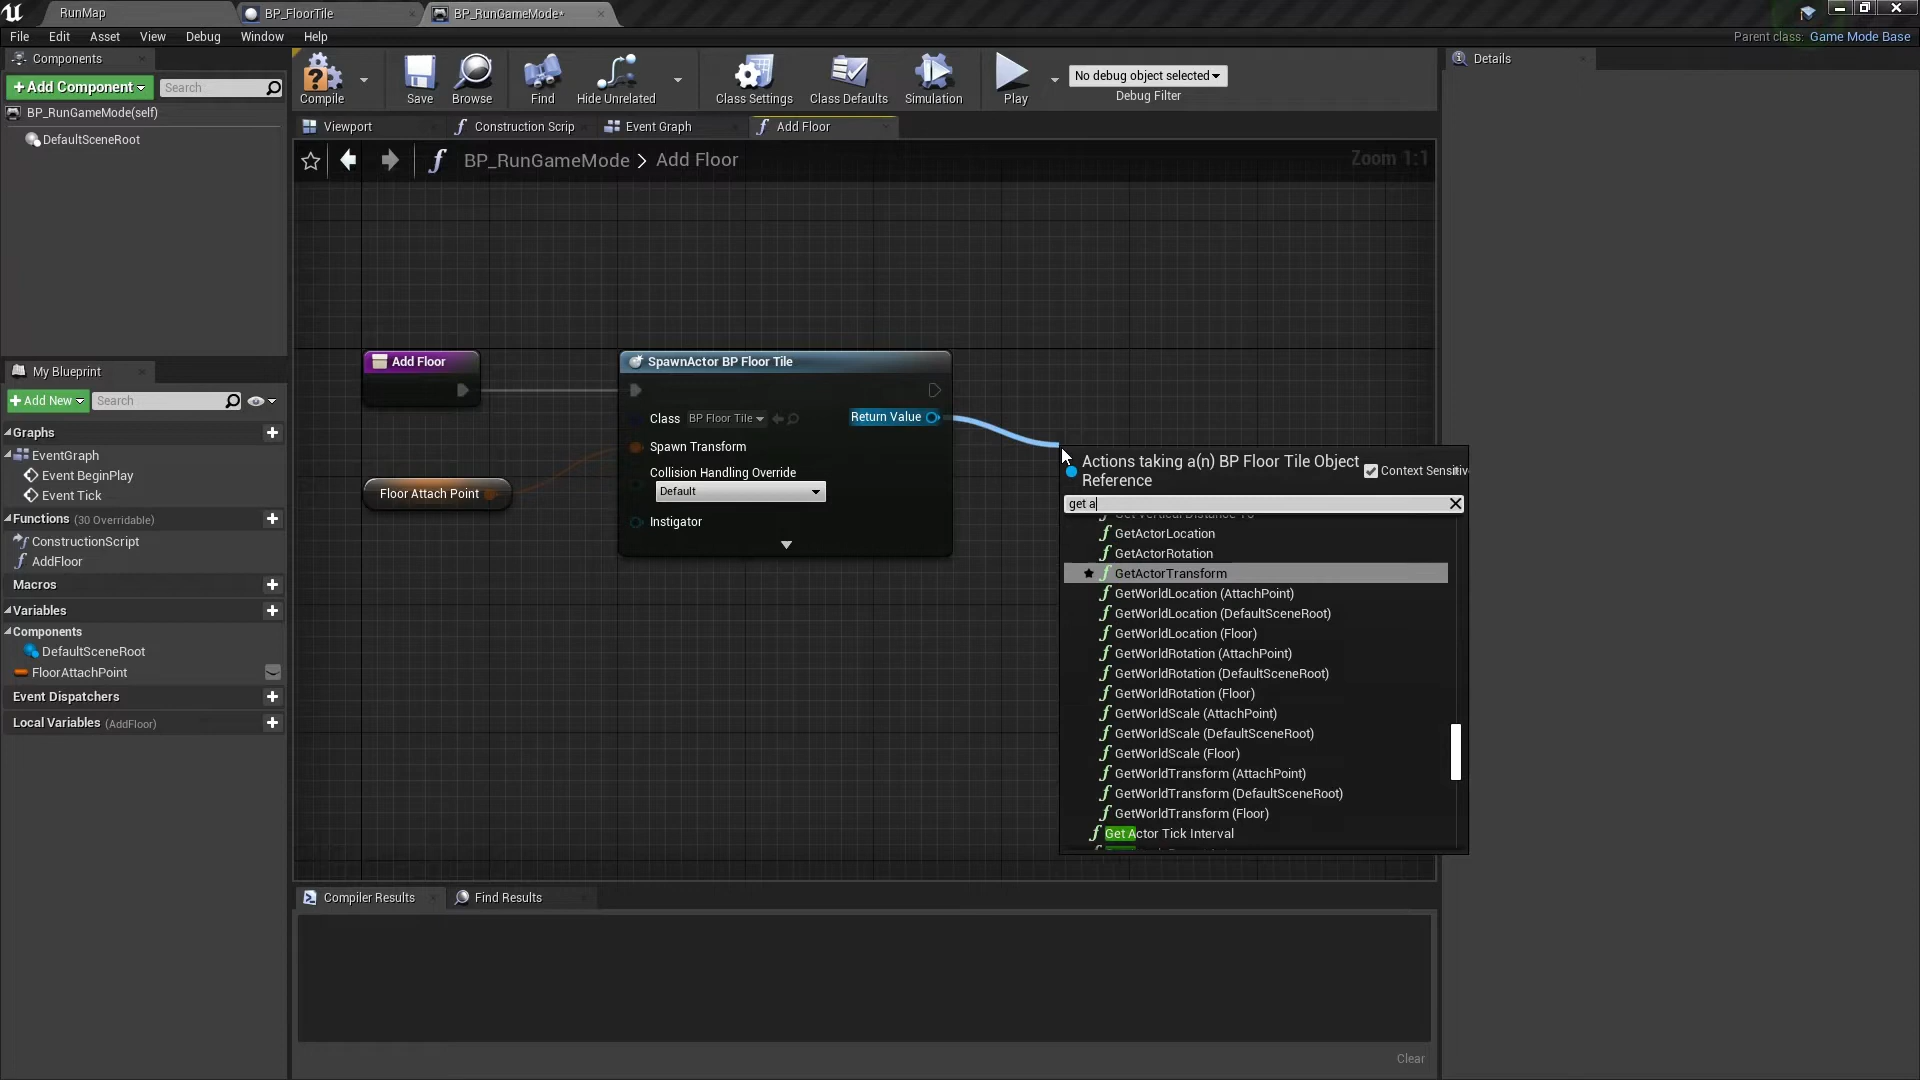 RunMap
BP_FloorTile
BP_RunGameMode*
File
Edit
Asset
View
Debug
Window
Help
Parent class: Game Mode Base
Components
+Add Component
Search
BP_RunGameMode(self)
DefaultSceneRoot
Compile
Save
Browse
Find
Hide Unrelated
Class Settings
Class Defaults
Simulation
Play
No debug object selected
Debug Filter
Details
Viewport
Construction Scrip
Event Graph
Add Floor
BP_RunGameMode > Add Floor
Zoom 1:1
My Blueprint
+Add New
Search
Graphs
EventGraph
Event BeginPlay
Event Tick
Functions (30 Overridable)
ConstructionScript
AddFloor
Macros
Variables
Components
DefaultSceneRoot
FloorAttachPoint
Event Dispatchers
Local Variables (AddFloor)
Add Floor
Floor Attach Point
SpawnActor BP Floor Tile
Class BP Floor Tile
Return Value
Spawn Transform
Collision Handling Override
Default
Instigator
Actions taking a(n) BP Floor Tile Object
Reference
Context Sensitiv
get a
GetActorLocation
GetActorRotation
GetActorTransform
GetWorldLocation (AttachPoint)
GetWorldLocation (DefaultSceneRoot)
GetWorldLocation (Floor)
GetWorldRotation (AttachPoint)
GetWorldRotation (DefaultSceneRoot)
GetWorldRotation (Floor)
GetWorldScale (AttachPoint)
GetWorldScale (DefaultSceneRoot)
GetWorldScale (Floor)
GetWorldTransform (AttachPoint)
GetWorldTransform (DefaultSceneRoot)
GetWorldTransform (Floor)
Get Actor Tick Interval
Compiler Results
Find Results
Clear